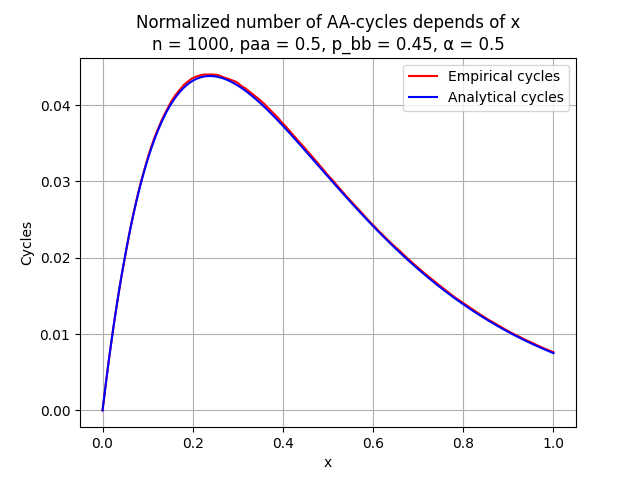 Normalized number of AA-cycles depends of x
n = 1000, paa = 0.5, p_bb = 0.45, α = 0.5
Empirical cycles
Analytical cycles
Cycles
0.04
0.03
0.02
0.01
0.00
0.0 0.2 0.4 0.6 0.8 1.0
x